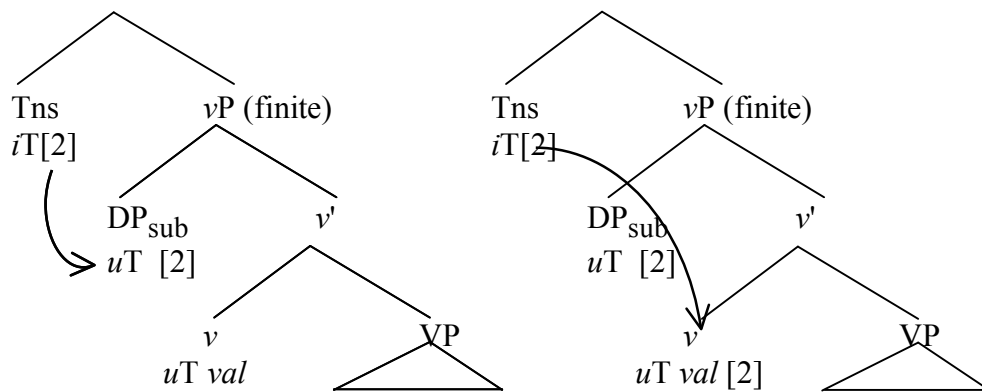 Tns vP (finite)
iT[2]
DPsub v'
uT [2]
v VP
uT val
Tns vP (finite)
iT[2]
DPsub v'
uT [2]
v VP
uT val [2]